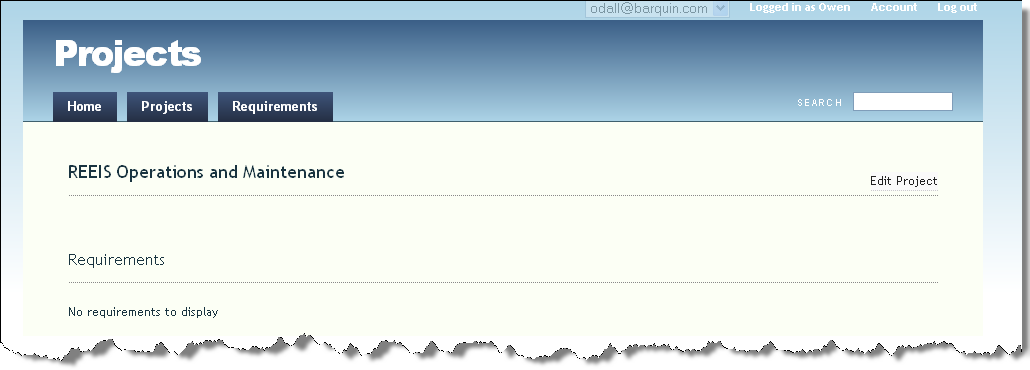 odall@barquin.com Logged in as Owen Account Log out
Projects
Home Projects Requirements SEARCH
REEIS Operations and Maintenance
Edit Project
Requirements
No requirements to display